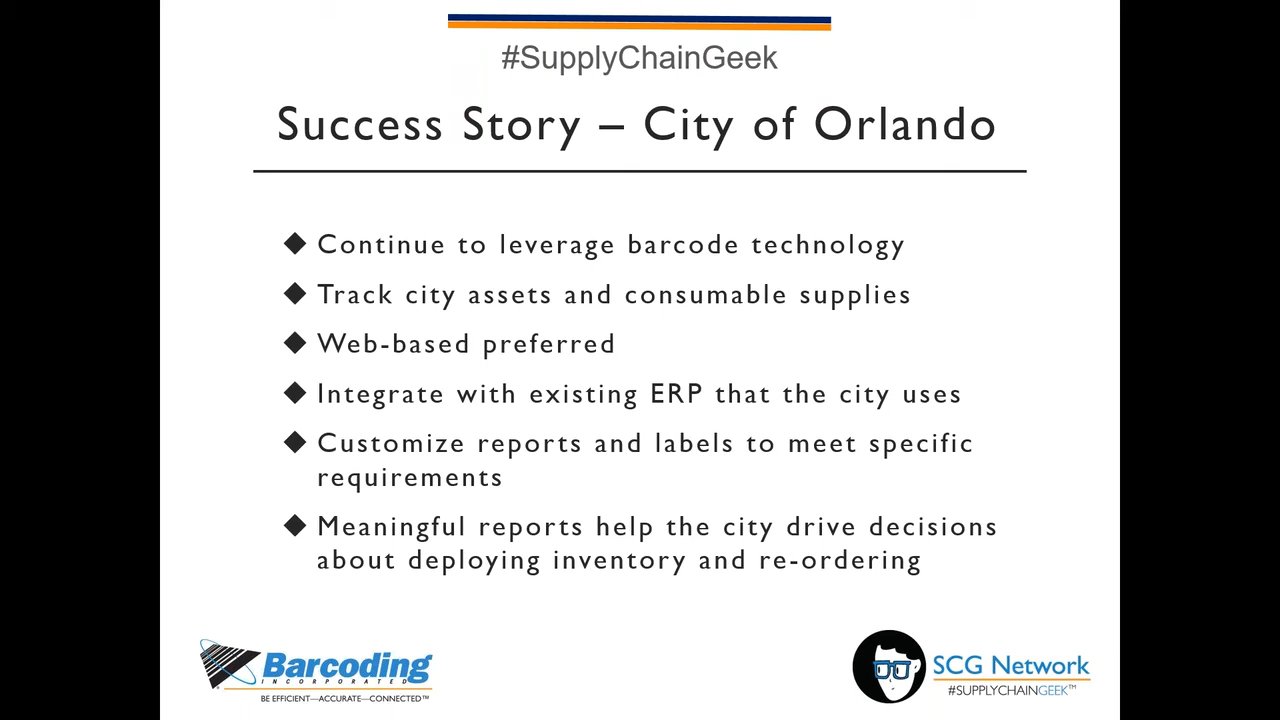 #SupplyChainGeek
Success Story – City of Orlando
Continue to leverage barcode technology
Track city assets and consumable supplies
Web-based preferred
Integrate with existing ERP that the city uses
Customize reports and labels to meet specific
requirements
Meaningful reports help the city drive decisions
about deploying inventory and re-ordering
Barcoding
INCORPORATED
BE EFFICIENT—ACCURATE—CONNECTED™
SCG Network
#SUPPLYCHAINGEEK™